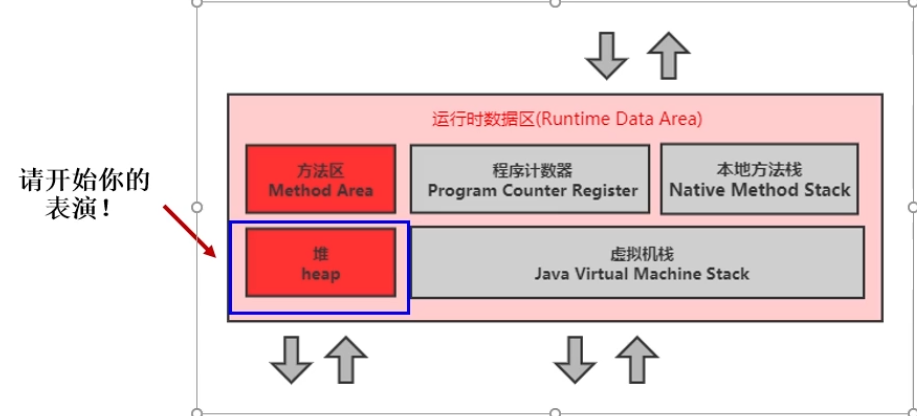 运行时数据区(Runtime Data Area)
方法区
Method Area
程序计数器
Program Counter Register
本地方法栈
Native Method Stack
请开始你的
表演！
堆
heap
虚拟机栈
Java Virtual Machine Stack